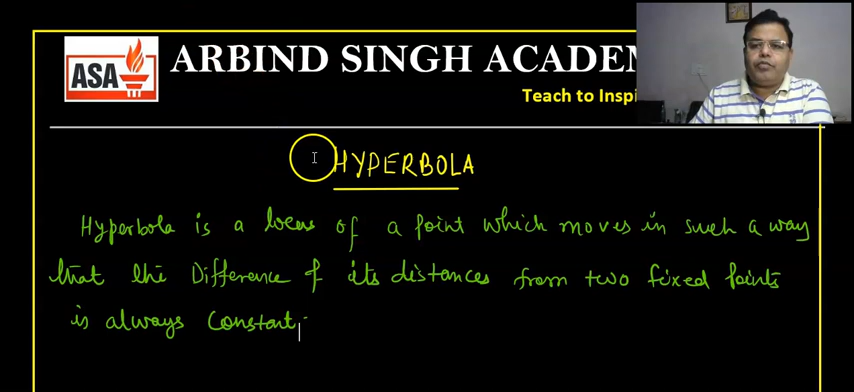 ASA
ARBIND SINGH ACADEM
Teach to Inspi
HYPERBOLA
Hyperbola is a locus of a point which moves in such a way
that the Difference of its distances from two fixed points
is always constant